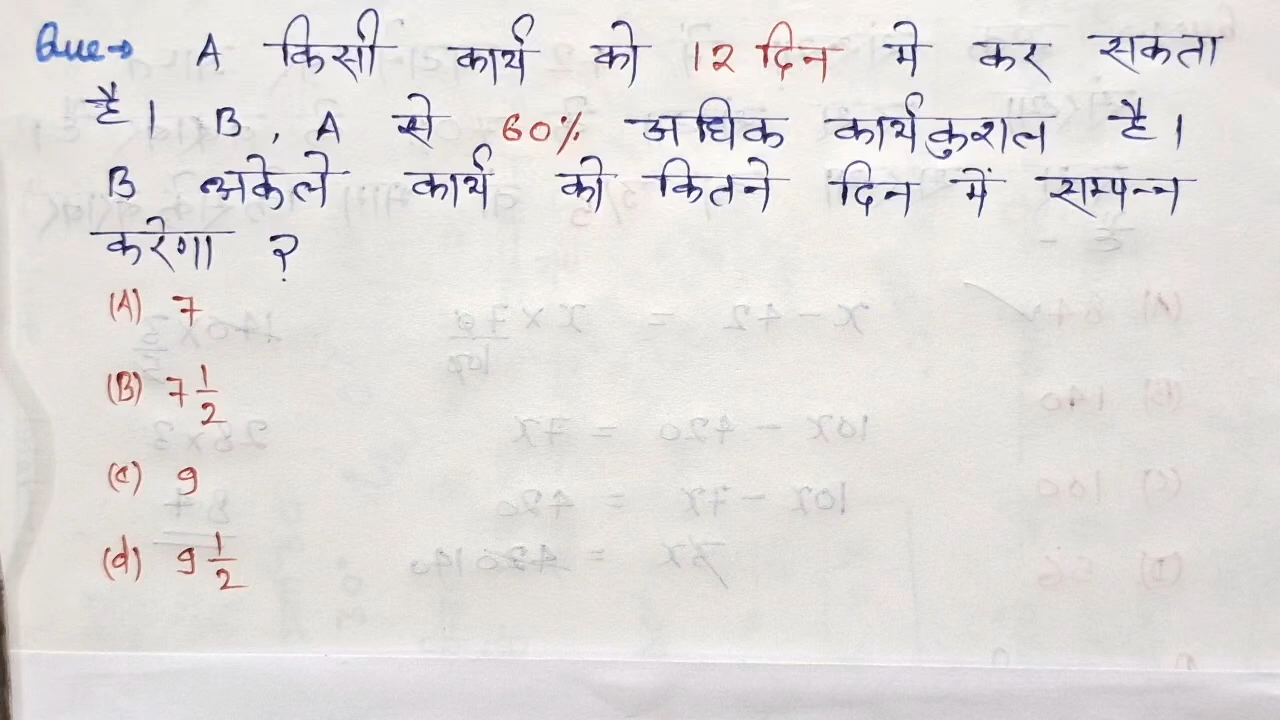 Que→ A किसी कार्य को 12 दिन मे कर सकता
है। B, A से 60% अधिक कार्यकुशल है।
B अकेले कार्य को कितने दिन में सम्पन्न
करेगा ?
(A) 7
(B) 7 1/2
(c) 9
(d) 9 1/2